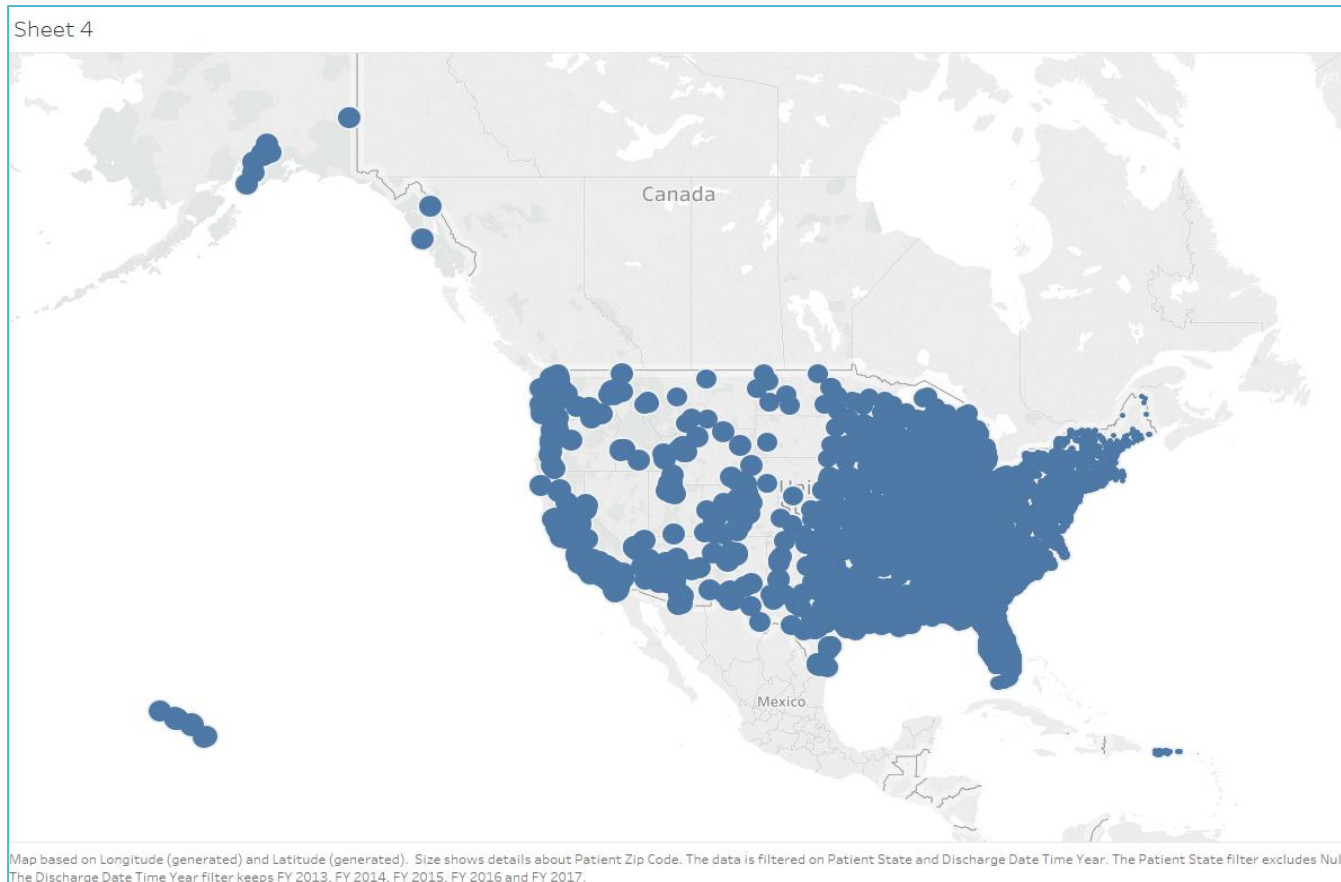 Sheet 4
Canada
Mexico
Map based on Longitude (generated) and Latitude (generated). Size shows details about Patient Zip Code. The data is filtered on Patient State and Discharge Date Time Year. The Patient State filter excludes Nul
The Discharge Date Time Year filter keeps FY 2013, FY 2014, FY 2015, FY 2016 and FY 2017.